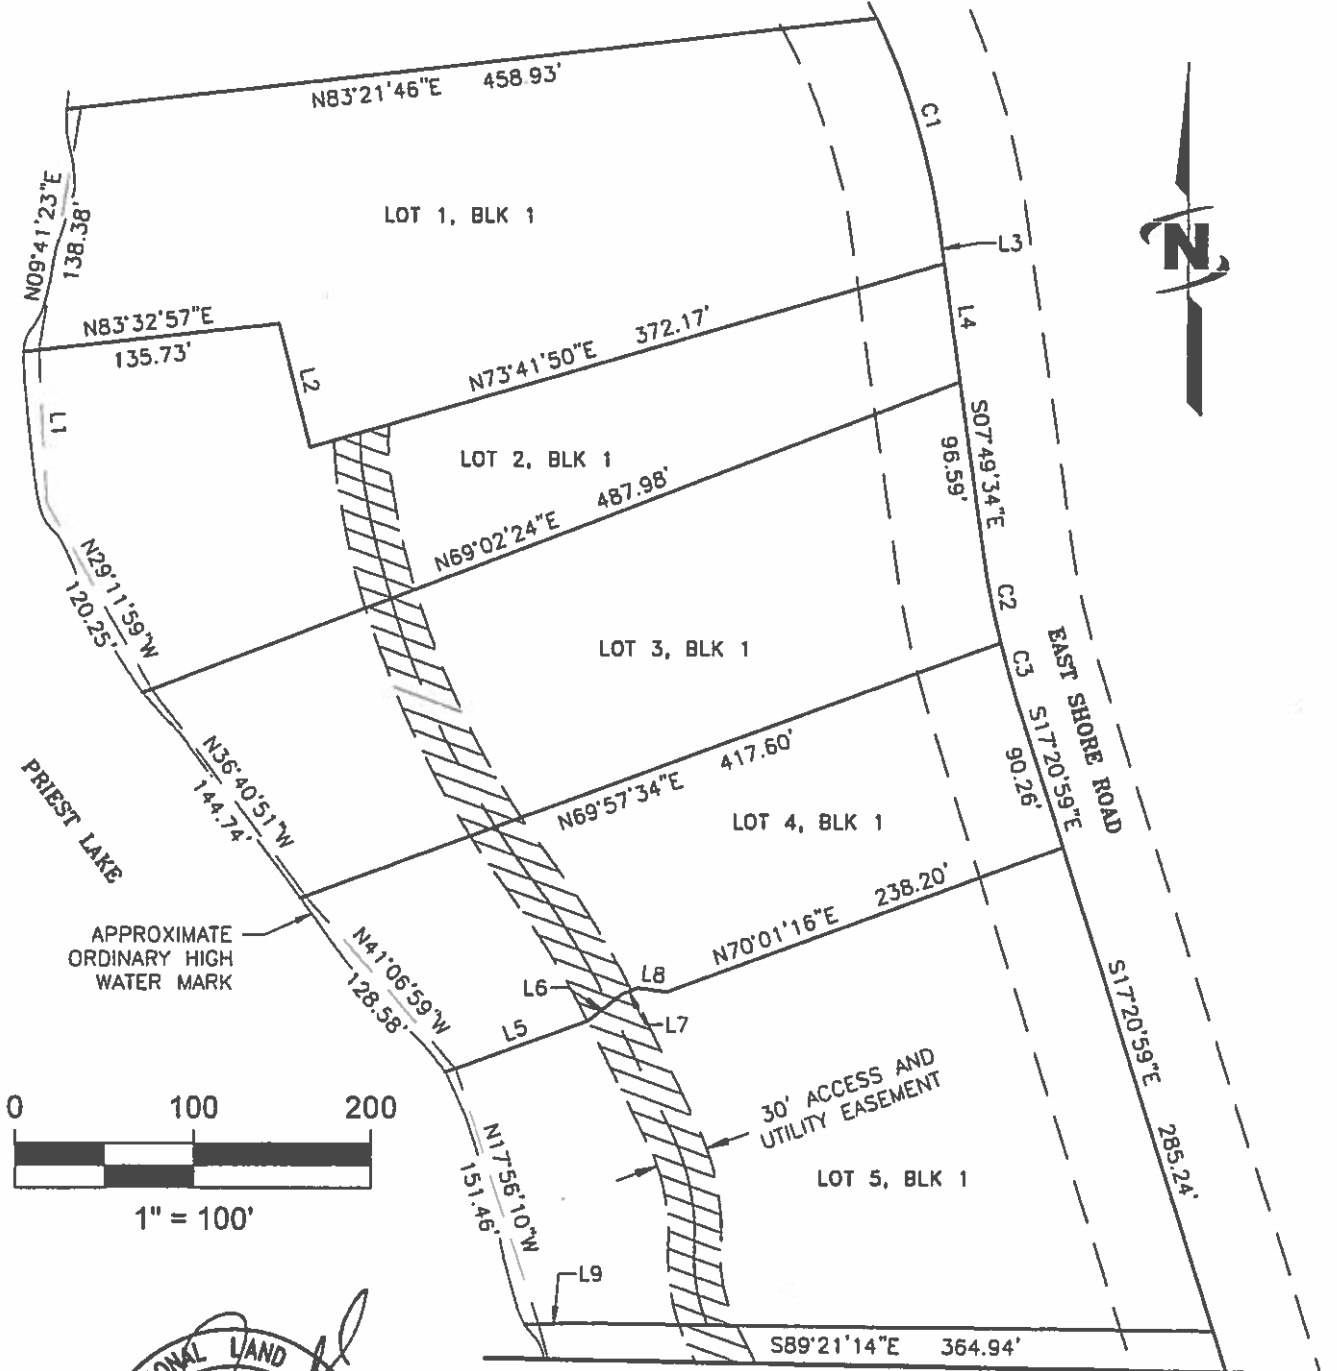 N83°21'46"E 458.93'
C1
N09°41'23"E
138.38'
LOT 1, BLK 1
L3
N
N83°32'57"E
135.73'
L2
N73°41'50"E 372.17'
L4
L1
LOT 2, BLK 1
S07°49'34"E
96.59'
N69°02'24"E 487.98'
N29°11'59"W
120.25'
C2
LOT 3, BLK 1
C3
EAST SHORE ROAD
S17°20'59"E
90.26'
PRIEST LAKE
N36°40'51"W
144.74'
N69°57'34"E 417.60'
LOT 4, BLK 1
APPROXIMATE
ORDINARY HIGH
WATER MARK
N41°06'59"W
128.58'
N70°01'16"E 238.20'
L6
L8
L5
L7
S17°20'59"E 285.24'
30' ACCESS AND
UTILITY EASEMENT
0 100 200
1" = 100'
N17°56'10"W
151.46'
LOT 5, BLK 1
L9
S89°21'14"E 364.94'
LAND